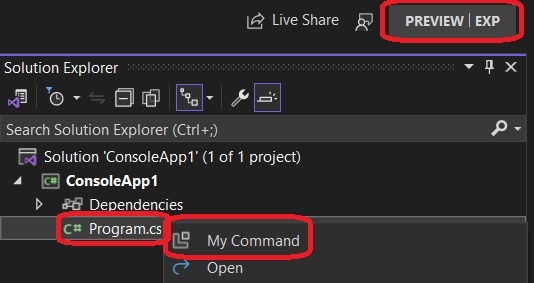 Live Share
PREVIEW | EXP
Solution Explorer
Search Solution Explorer (Ctrl+;)
Solution 'ConsoleApp1' (1 of 1 project)
C# ConsoleApp1
Dependencies
C# Program.cs
My Command
Open